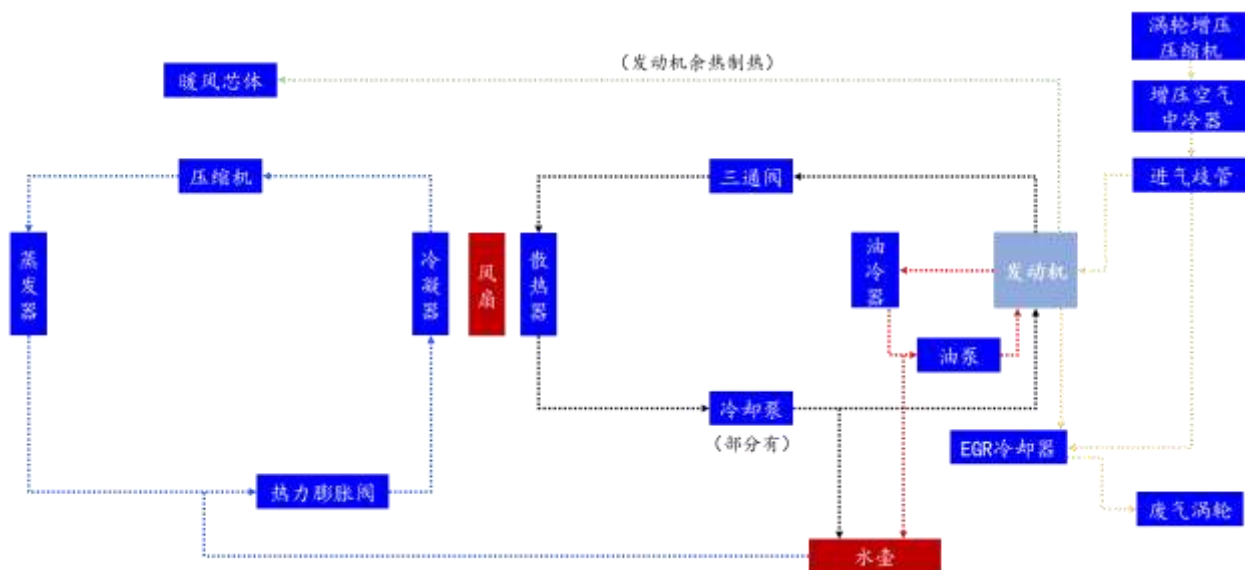 涡轮增压
压缩机
（发动机余热制热）
暖风芯体
增压空气
中冷器
压缩机
三通阀
进气歧管
蒸发器
冷凝器
风扇
散热器
油冷器
发动机
油泵
冷却泵
（部分有）
EGR冷却器
热力膨胀阀
废气涡轮
水壶